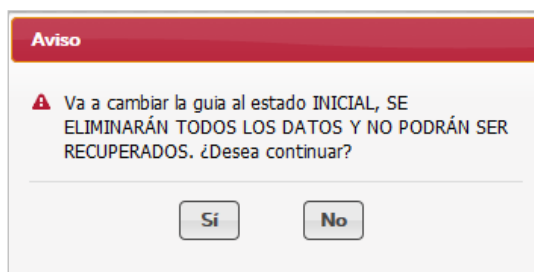 Aviso
Va a cambiar la guia al estado INICIAL, SE
ELIMINARÁN TODOS LOS DATOS Y NO PODRÁN SER
RECUPERADOS. ¿Desea continuar?
Sí
No